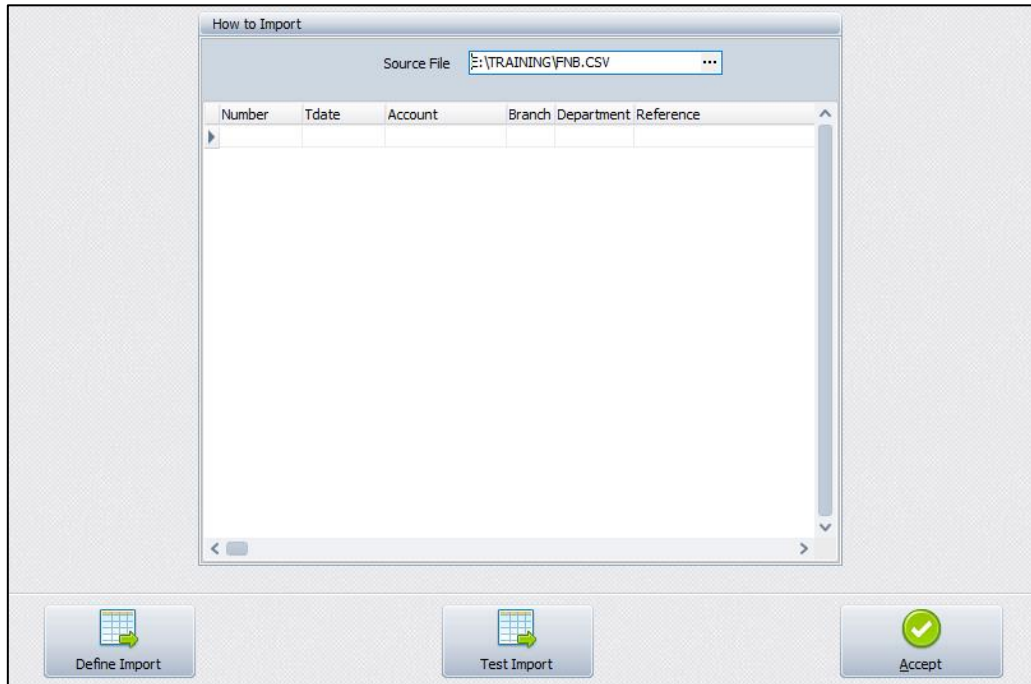 How to Import
Source File E:\TRAINING\FNB.CSV ...
Number Tdate Account Branch Department Reference
Define Import Test Import Accept